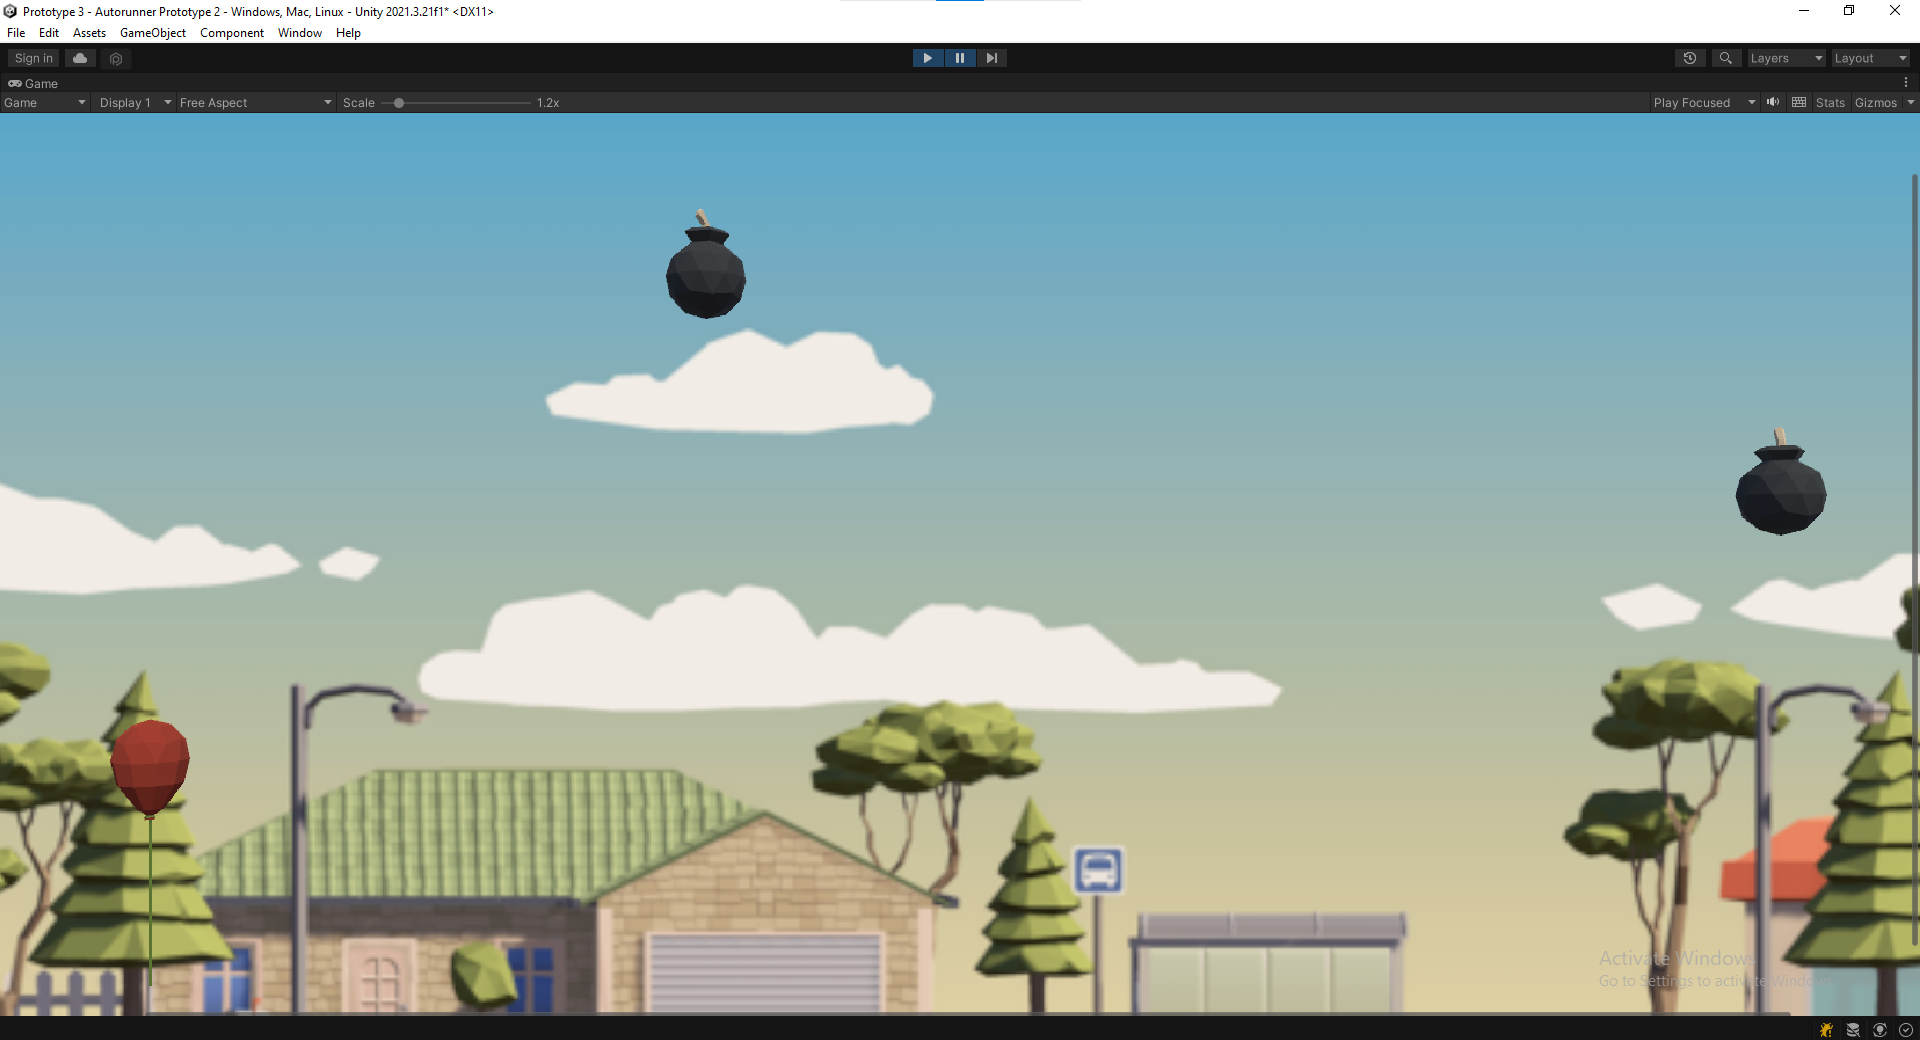 Prototype 3 - Autorunner Prototype 2 - Windows, Mac, Linux - Unity 2021.3.21f1* <DX11>
File Edit Assets GameObject Component Window Help
Sign in Layers Layout
Game
Game Display 1 Free Aspect Scale 1.2x Play Focused Stats Gizmos
Activate Windows
Go to Settings to activate Windows.